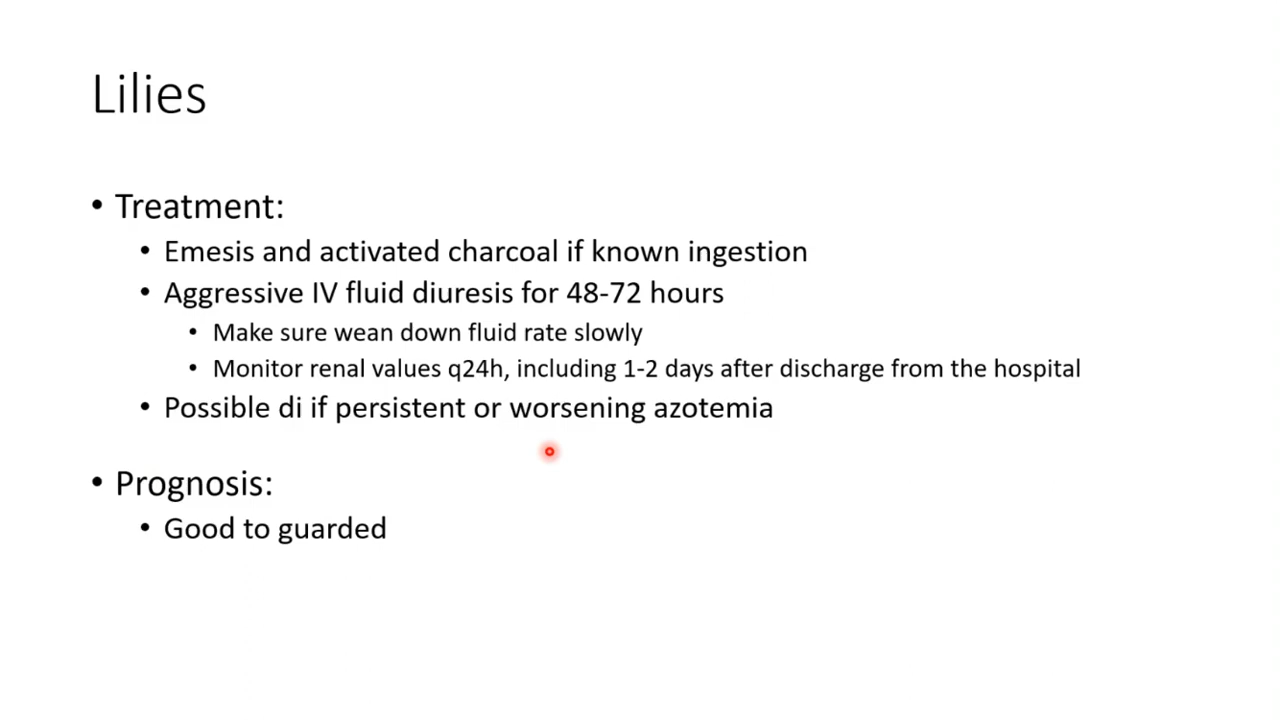 Lilies
• Treatment:
• Emesis and activated charcoal if known ingestion
• Aggressive IV fluid diuresis for 48-72 hours
• Make sure wean down fluid rate slowly
• Monitor renal values q24h, including 1-2 days after discharge from the hospital
• Possible di if persistent or worsening azotemia
• Prognosis:
• Good to guarded